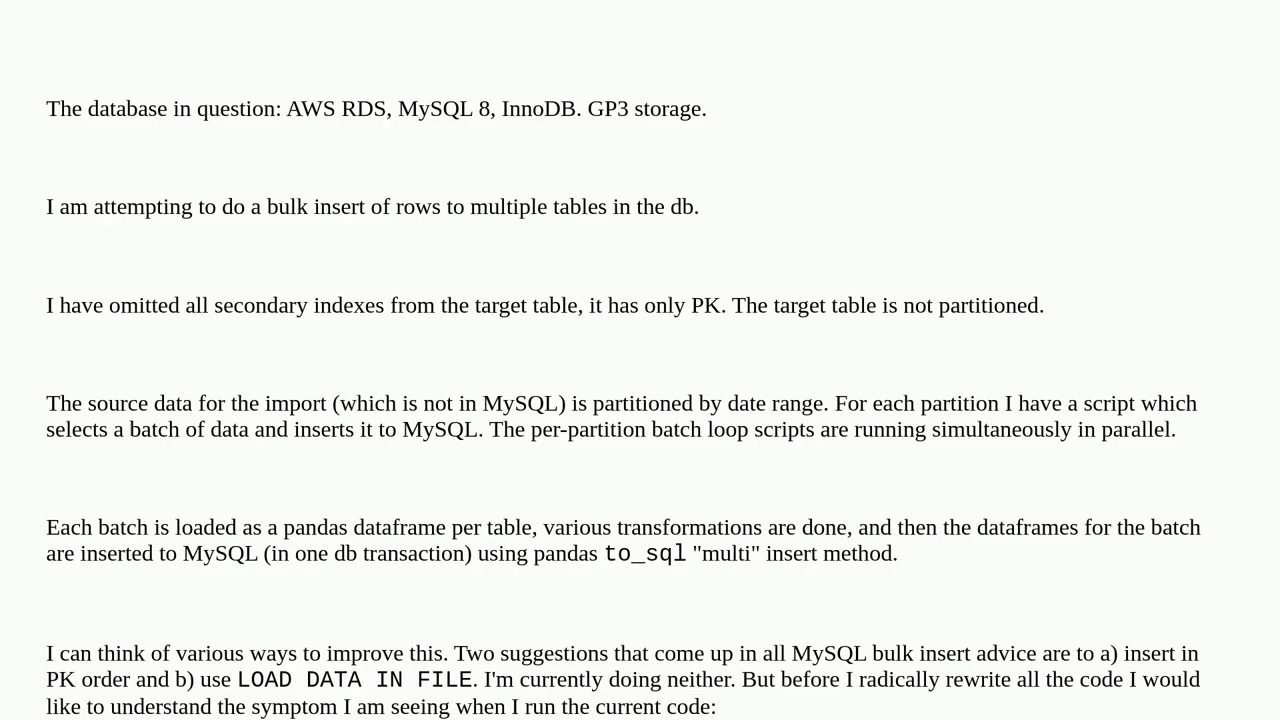 The database in question: AWS RDS, MySQL 8, InnoDB. GP3 storage.
I am attempting to do a bulk insert of rows to multiple tables in the db.
I have omitted all secondary indexes from the target table, it has only PK. The target table is not partitioned.
The source data for the import (which is not in MySQL) is partitioned by date range. For each partition I have a script which
selects a batch of data and inserts it to MySQL. The per-partition batch loop scripts are running simultaneously in parallel.
Each batch is loaded as a pandas dataframe per table, various transformations are done, and then the dataframes for the batch
are inserted to MySQL (in one db transaction) using pandas to_sql "multi" insert method.
I can think of various ways to improve this. Two suggestions that come up in all MySQL bulk insert advice are to a) insert in
PK order and b) use LOAD DATA IN FILE. I'm currently doing neither. But before I radically rewrite all the code I would
like to understand the symptom I am seeing when I run the current code: